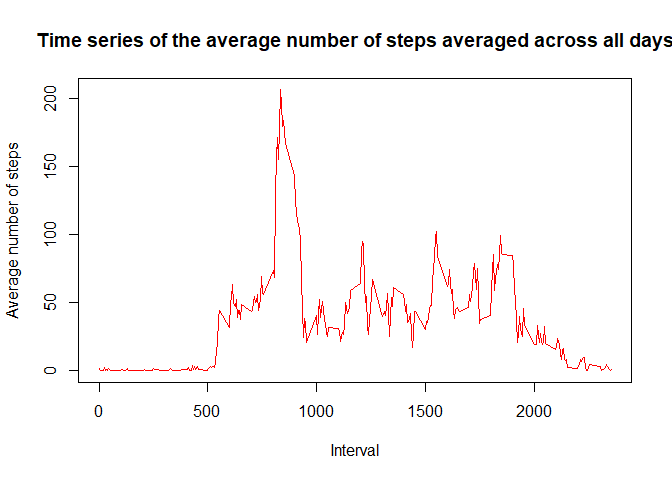 Time series of the average number of steps averaged across all days
Average number of steps
200
150
100
50
0
0 500 1000 1500 2000
Interval